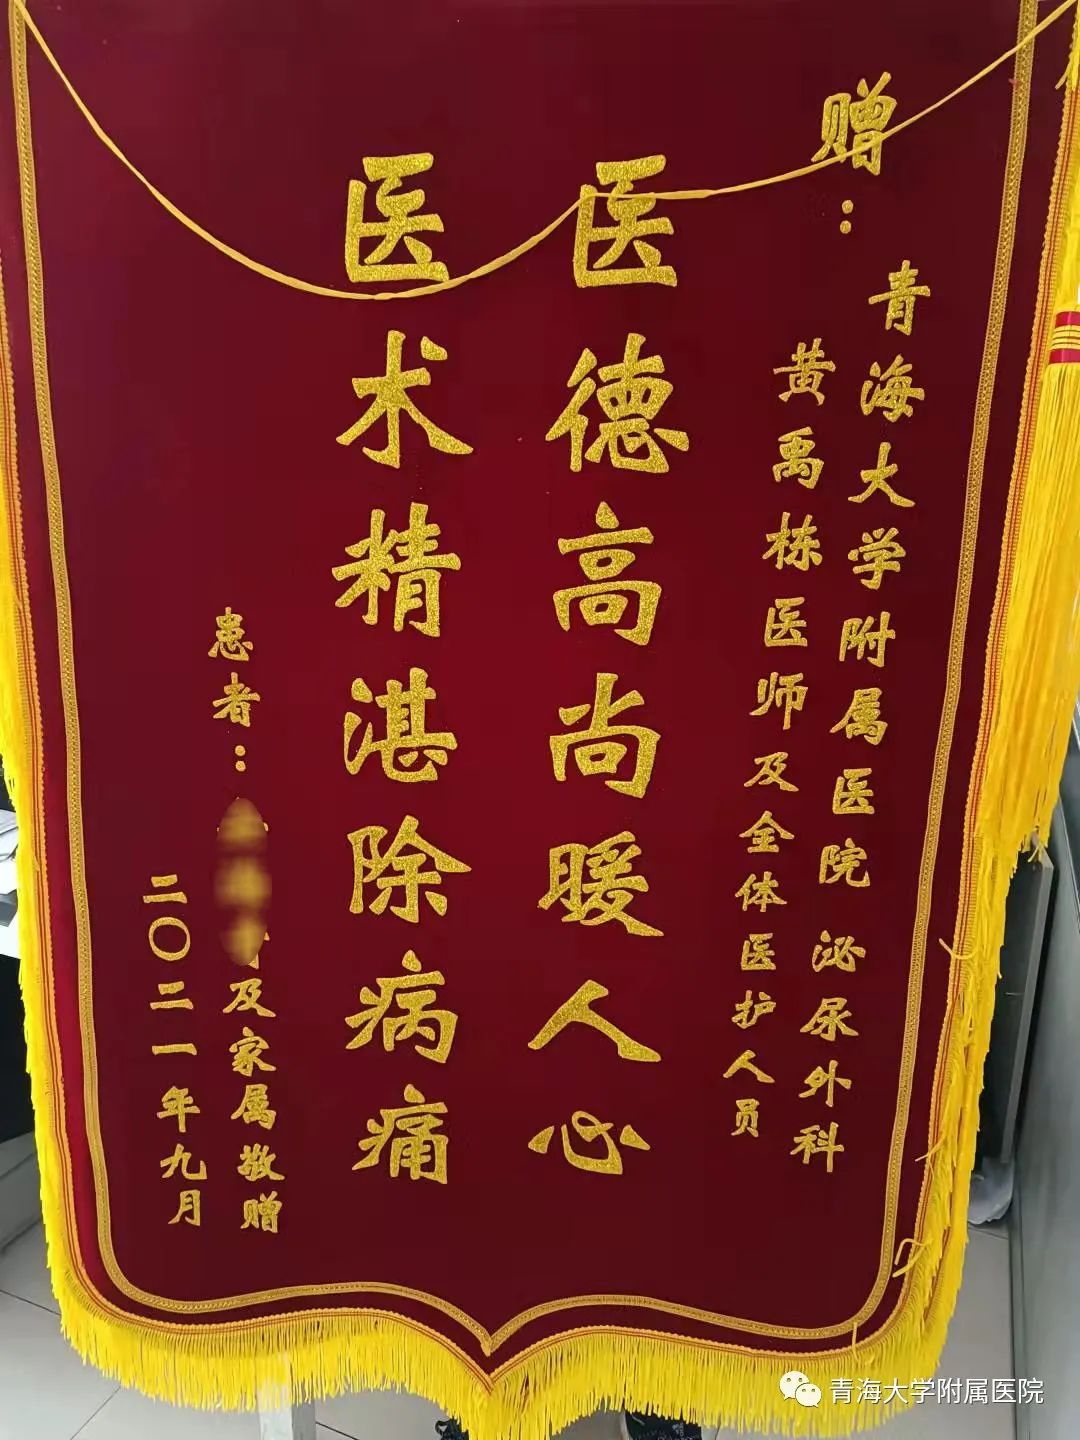 赠：
青海大学附属医院 泌尿外科
黄禹栋医师及全体医护人员
医德高尚暖人心
医术精湛除病痛
患者：
及家属敬赠
二〇二一年九月
青海大学附属医院